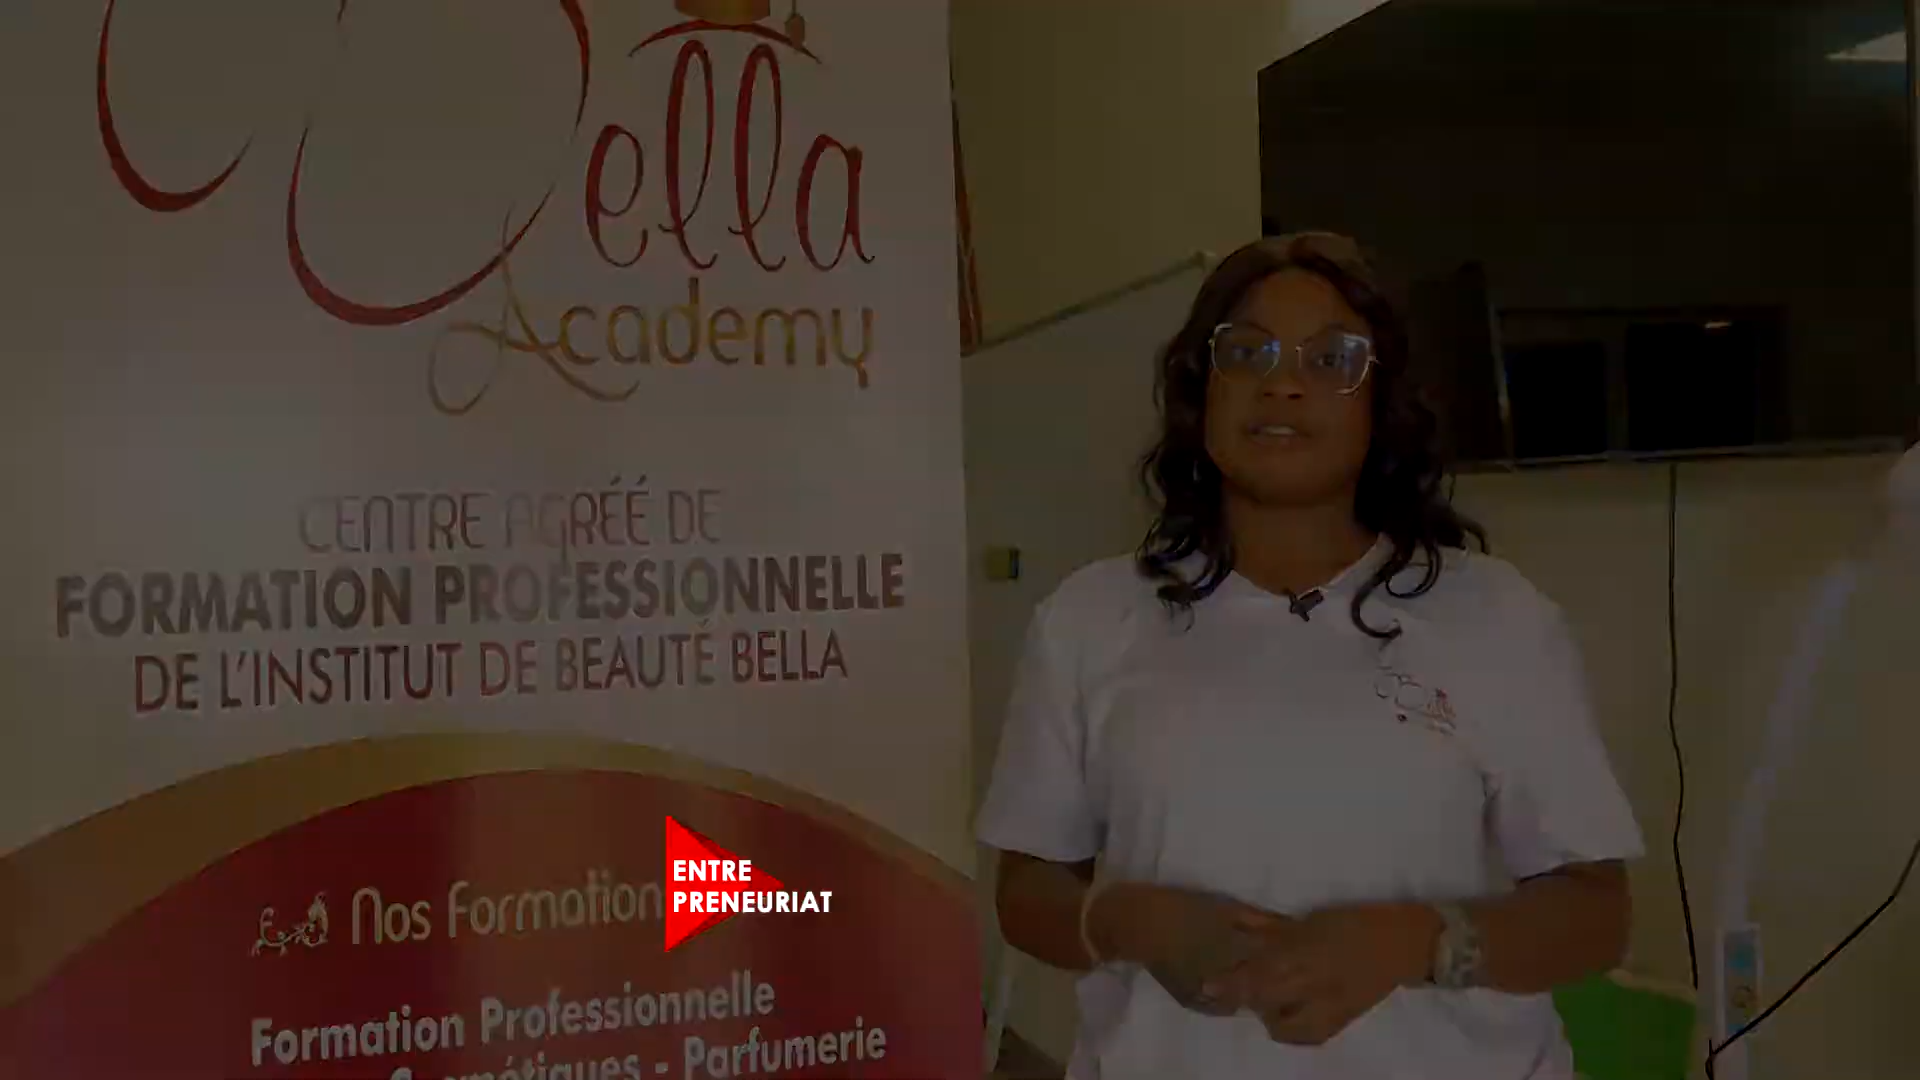 Bella
Academy
CENTRE AGRÉÉ DE
FORMATION PROFESSIONNELLE
DE L'INSTITUT DE BEAUTÉ BELLA
Nos Formation
ENTRE
PRENEURIAT
Formation Professionnelle
Cosmétiques - Parfumerie